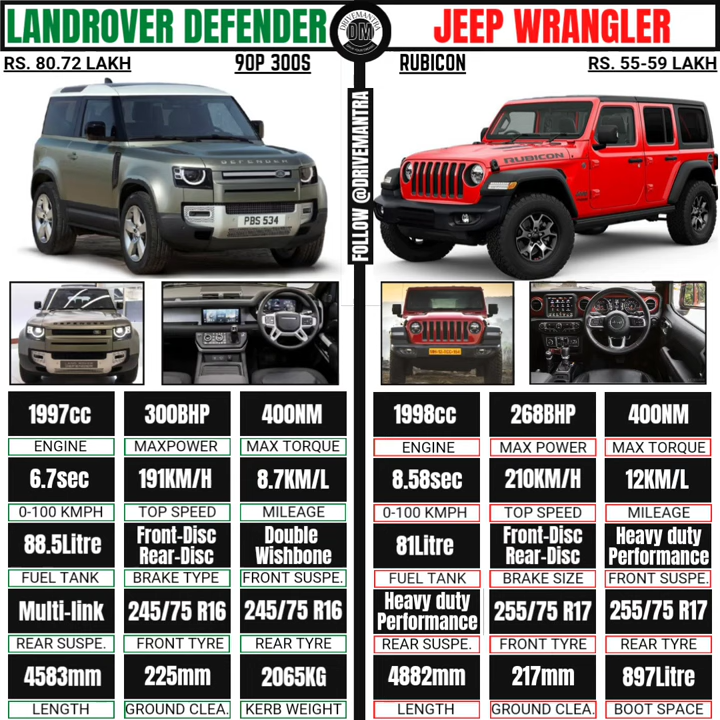 LANDROVER DEFENDER
JEEP WRANGLER
DRIVEMANTRA
DM
RS. 80.72 LAKH
90P 300S
RUBICON
RS. 55-59 LAKH
FOLLOW @DRIVEMANTRA
DEFENDER
PBS 534
RUBICON
1997cc
300BHP
400NM
1998cc
268BHP
400NM
ENGINE
MAXPOWER
MAX TORQUE
ENGINE
MAX POWER
MAX TORQUE
6.7sec
191KM/H
8.7KM/L
8.58sec
210KM/H
12KM/L
0-100 KMPH
TOP SPEED
MILEAGE
0-100 KMPH
TOP SPEED
MILEAGE
88.5Litre
Front-Disc
Rear-Disc
Double
Wishbone
81Litre
Front-Disc
Rear-Disc
Heavy duty
Performance
FUEL TANK
BRAKE TYPE
FRONT SUSPE.
FUEL TANK
BRAKE SIZE
FRONT SUSPE.
Multi-link
245/75 R16
245/75 R16
Heavy duty
Performance
255/75 R17
255/75 R17
REAR SUSPE.
FRONT TYRE
REAR TYRE
REAR SUSPE.
FRONT TYRE
REAR TYRE
4583mm
225mm
2065KG
4882mm
217mm
897Litre
LENGTH
GROUND CLEA.
KERB WEIGHT
LENGTH
GROUND CLEA.
BOOT SPACE